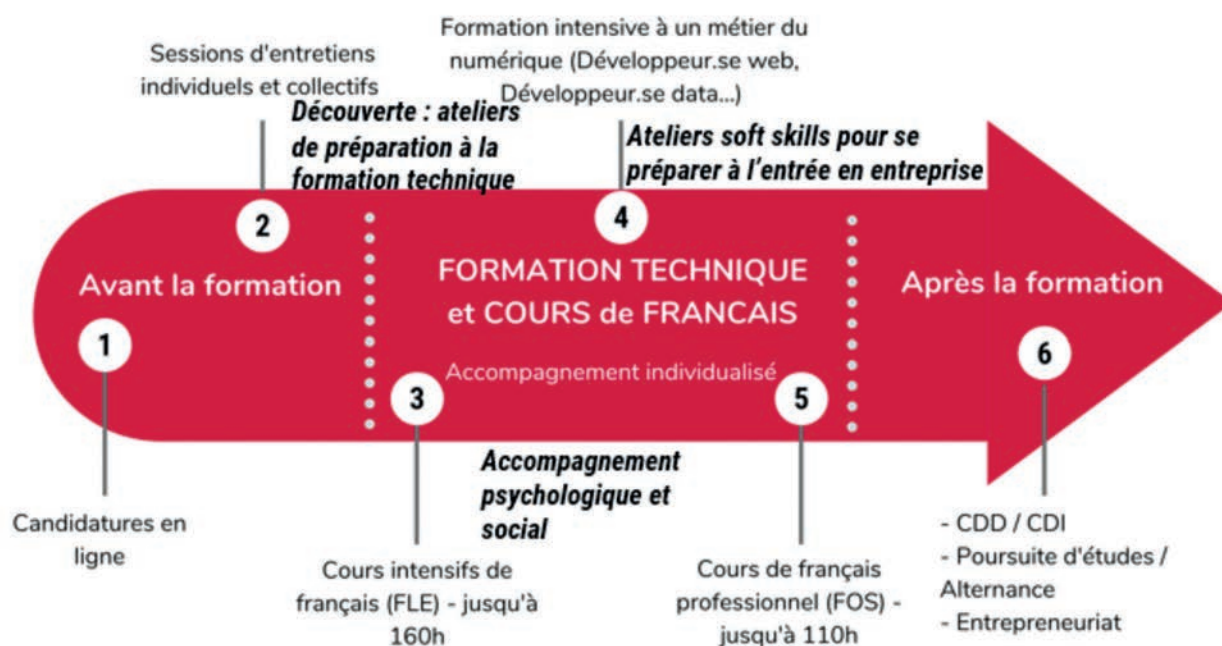 Sessions d'entretiens
individuels et collectifs
Découverte : ateliers
de préparation à la
formation technique
Formation intensive à un métier du
numérique (Développeur.se web,
Développeur.se data...)
Ateliers soft skills pour se
préparer à l'entrée en entreprise
2
4
Avant la formation
FORMATION TECHNIQUE
et COURS de FRANCAIS
Accompagnement individualisé
Après la formation
1
3
5
6
Candidatures en
ligne
Accompagnement
psychologique et
social
Cours intensifs de
français (FLE) - jusqu'à
160h
Cours de français
professionnel (FOS) -
jusqu'à 110h
- CDD / CDI
- Poursuite d'études /
Alternance
- Entrepreneuriat